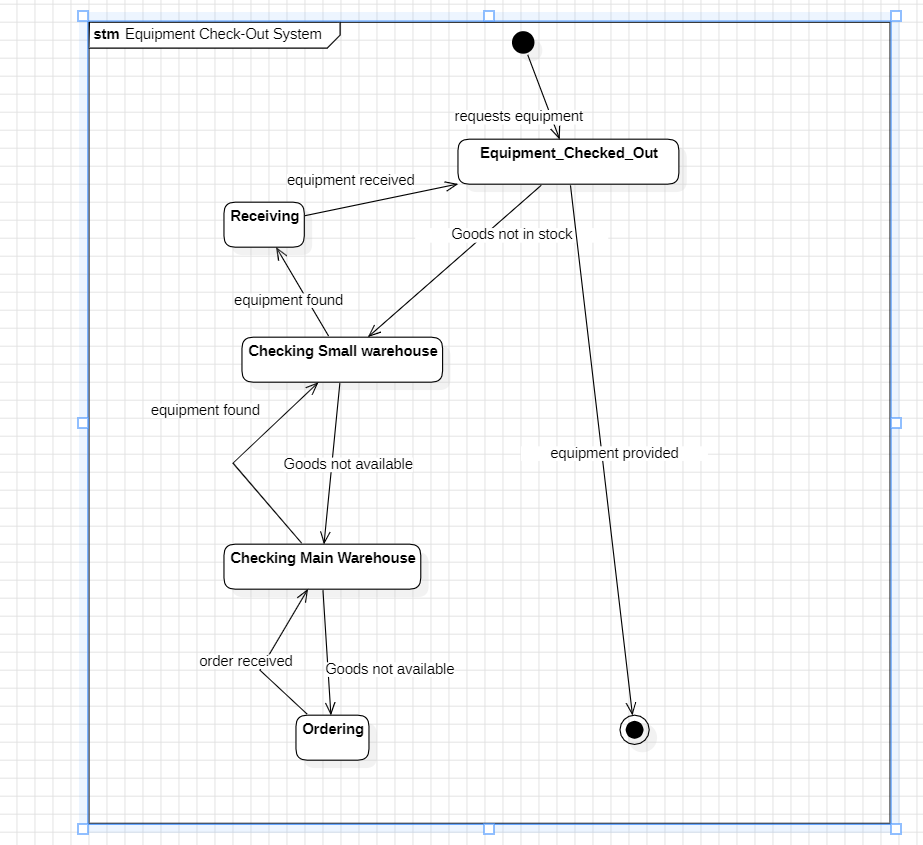 stm Equipment Check-Out System
requests equipment
Equipment_Checked_Out
equipment received
Receiving
Goods not in stock
equipment found
Checking Small warehouse
equipment found
Goods not available
equipment provided
Checking Main Warehouse
order received
Goods not available
Ordering